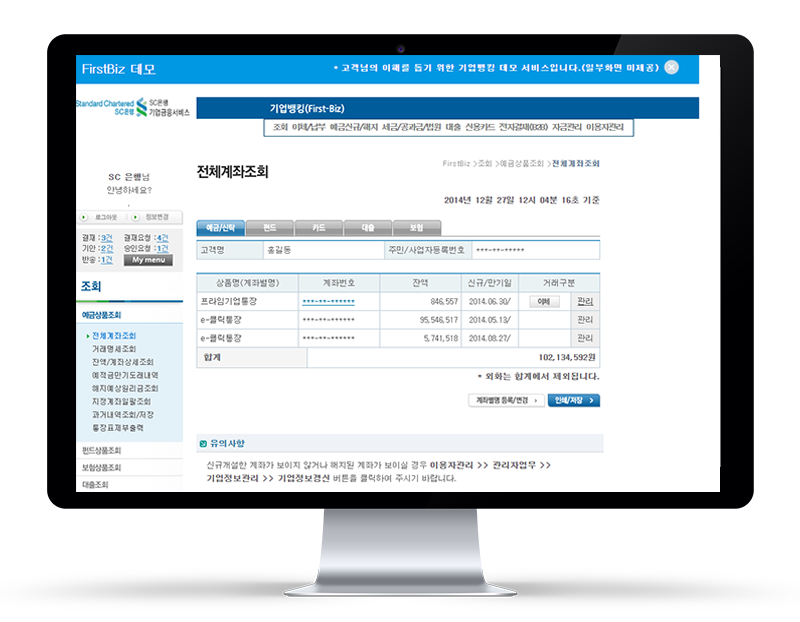 FirstBiz 데모
* 고객님의 이해를 돕기 위한 기업뱅킹 데모 서비스입니다.(일부화면 미제공)
Standard Chartered SC은행
SC은행 기업금융서비스
기업뱅킹(First-Biz)
조회 이체/납부 예금신규/해지 세금/공과금/법원 대출 신용카드 전자결제(B2B) 자금관리 이용자관리
SC 은행님
안녕하세요?
로그아웃 정보변경
결재 : 3건 결재요청 : 4건
기안 : 2건 승인요청 : 1건
반송 : 1건 My menu
조회
예금상품조회
전체계좌조회
거래명세조회
잔액/계좌상세조회
예적금만기도래내역
해지예상원리금조회
지정계좌일괄조회
과거내역조회/저장
통장표제부출력
펀드상품조회
보험상품조회
대출조회
전체계좌조회
FirstBiz >조회 >예금상품조회 >전체계좌조회
2014년 12월 27일 12시 04분 16초 기준
예금/신탁 펀드 카드 대출 보험
고객명 홍길동 주민/사업자등록번호 ***-**-*****
상품명(계좌별명) 계좌번호 잔액 신규/만기일 거래구분
프라임기업통장 ***-**-****** 846,557 2014.06.30/ 이체 관리
e-클릭통장 ***-**-****** 95,546,517 2014.05.13/ 관리
e-클릭통장 ***-**-****** 5,741,518 2014.08.27/ 관리
합계 102,134,592원
* 외화는 합계에서 제외됩니다.
계좌별명 등록/변경 인쇄/저장
유의사항
신규개설한 계좌가 보이지 않거나 해지된 계좌가 보이실 경우 이용자관리 >> 관리자업무 >>
기업정보관리 >> 기업정보갱신 버튼을 클릭하여 주시기 바랍니다.